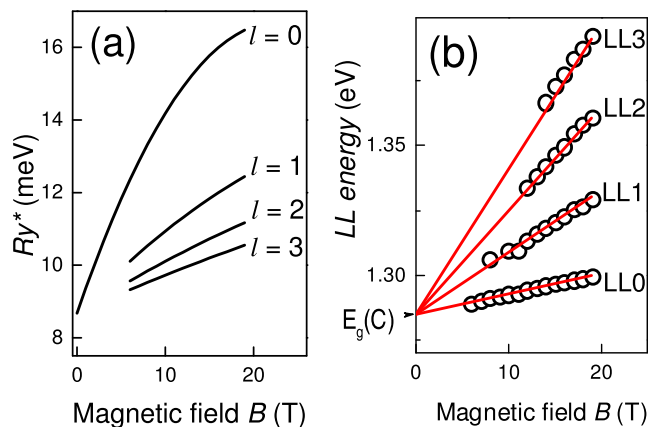 (a)
16
14
12
10
8
Ry* (meV)
l = 0
l = 1
l = 2
l = 3
0
10
20
Magnetic field B (T)
(b)
1.35
1.30
LL energy (eV)
E_g(C)
LL3
LL2
LL1
LL0
0
10
20
Magnetic field B (T)